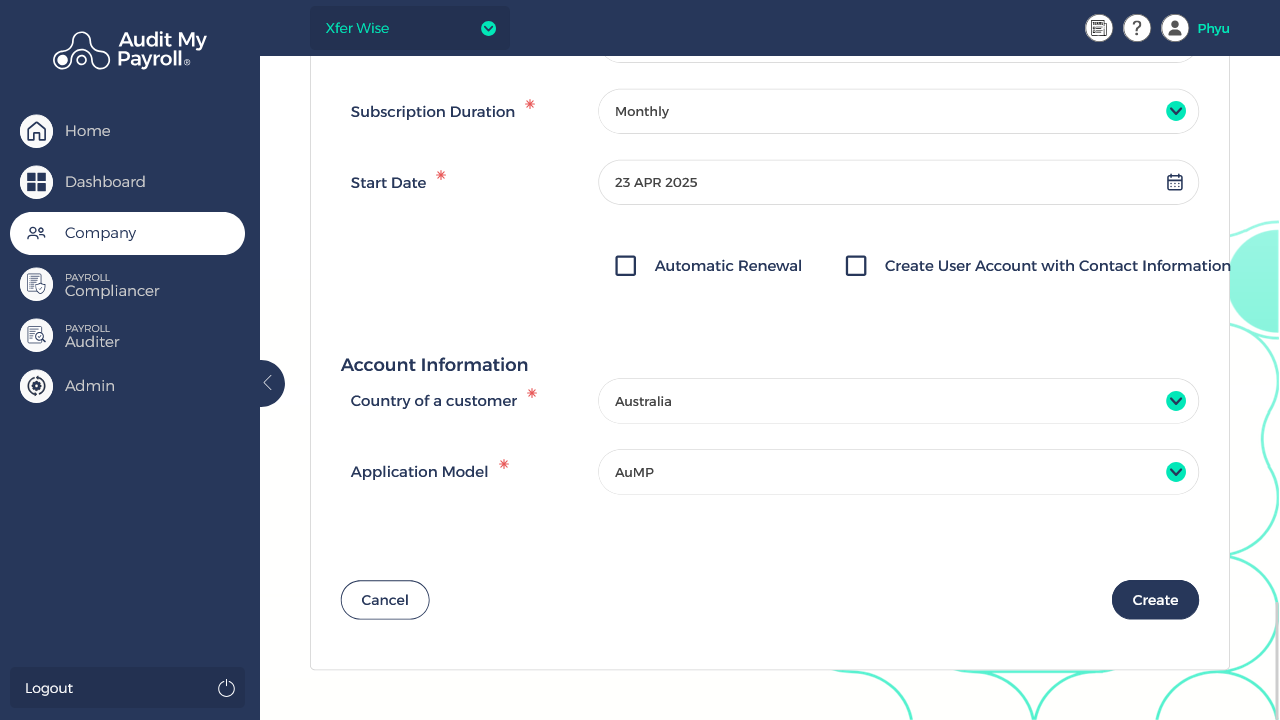 Audit My
Payroll®
Xfer Wise
?
Phyu
Home
Dashboard
Company
PAYROLL
Compliancer
PAYROLL
Auditer
Admin
Logout
Subscription Duration *
Monthly
Start Date *
23 APR 2025
Automatic Renewal
Create User Account with Contact Information
Account Information
Country of a customer *
Australia
Application Model *
AuMP
Cancel
Create